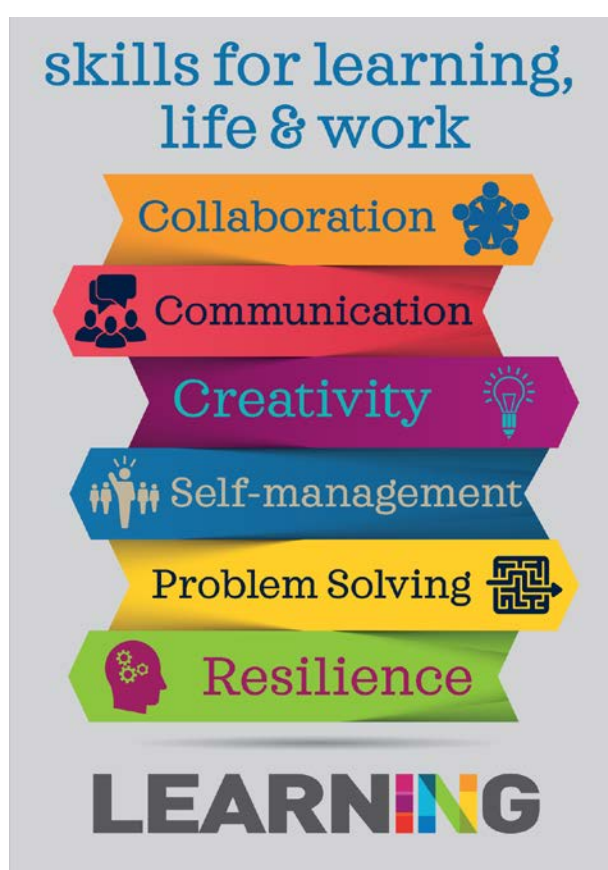 skills for learning,
life & work
Collaboration
Communication
Creativity
Self-management
Problem Solving
Resilience
LEARNING